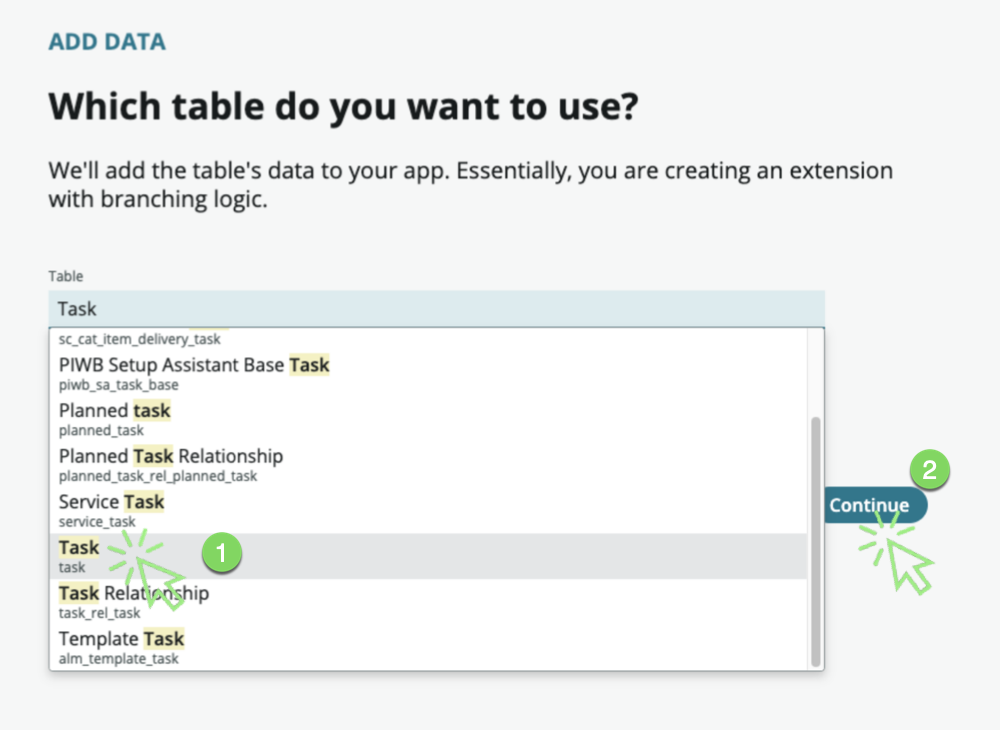 ADD DATA
Which table do you want to use?
We'll add the table's data to your app. Essentially, you are creating an extension
with branching logic.
Table
Task
sc_cat_item_delivery_task
PIWB Setup Assistant Base Task
piwb_sa_task_base
Planned task
planned_task
Planned Task Relationship
planned_task_rel_planned_task
Service Task
service_task
Task
task
1
Task Relationship
task_rel_task
Template Task
alm_template_task
2
Continue